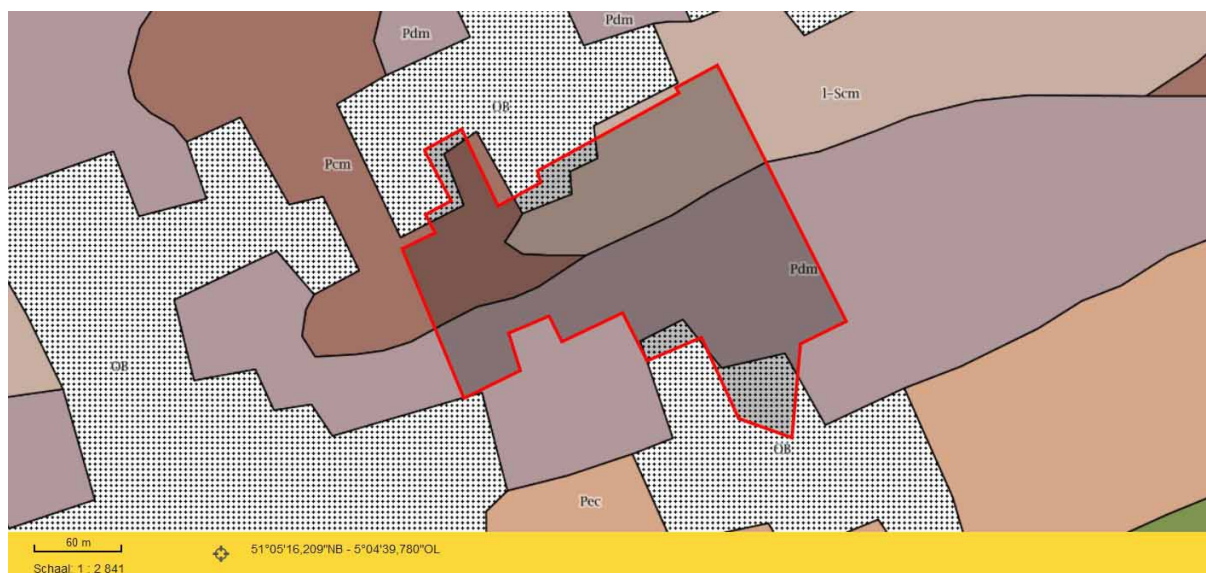 Pdm
Pdm
OB
l-Scm
Pcm
Pdm
OB
OB
Pec
60 m
51°05'16,209"NB - 5°04'39,780"OL
Schaal: 1 : 2 841